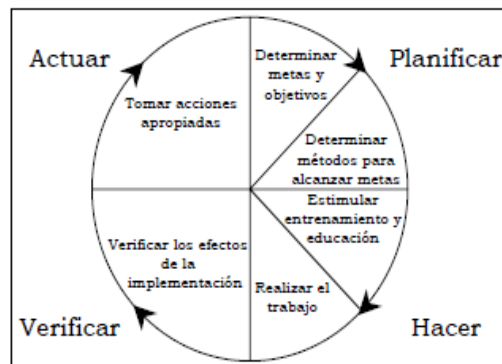 Actuar
Planificar
Determinar
metas y
objetivos
Tomar acciones
apropiadas
Determinar
métodos para
alcanzar metas
Estimular
entrenamiento y
educación
Verificar los efectos
de la
implementación
Realizar el
trabajo
Verificar
Hacer